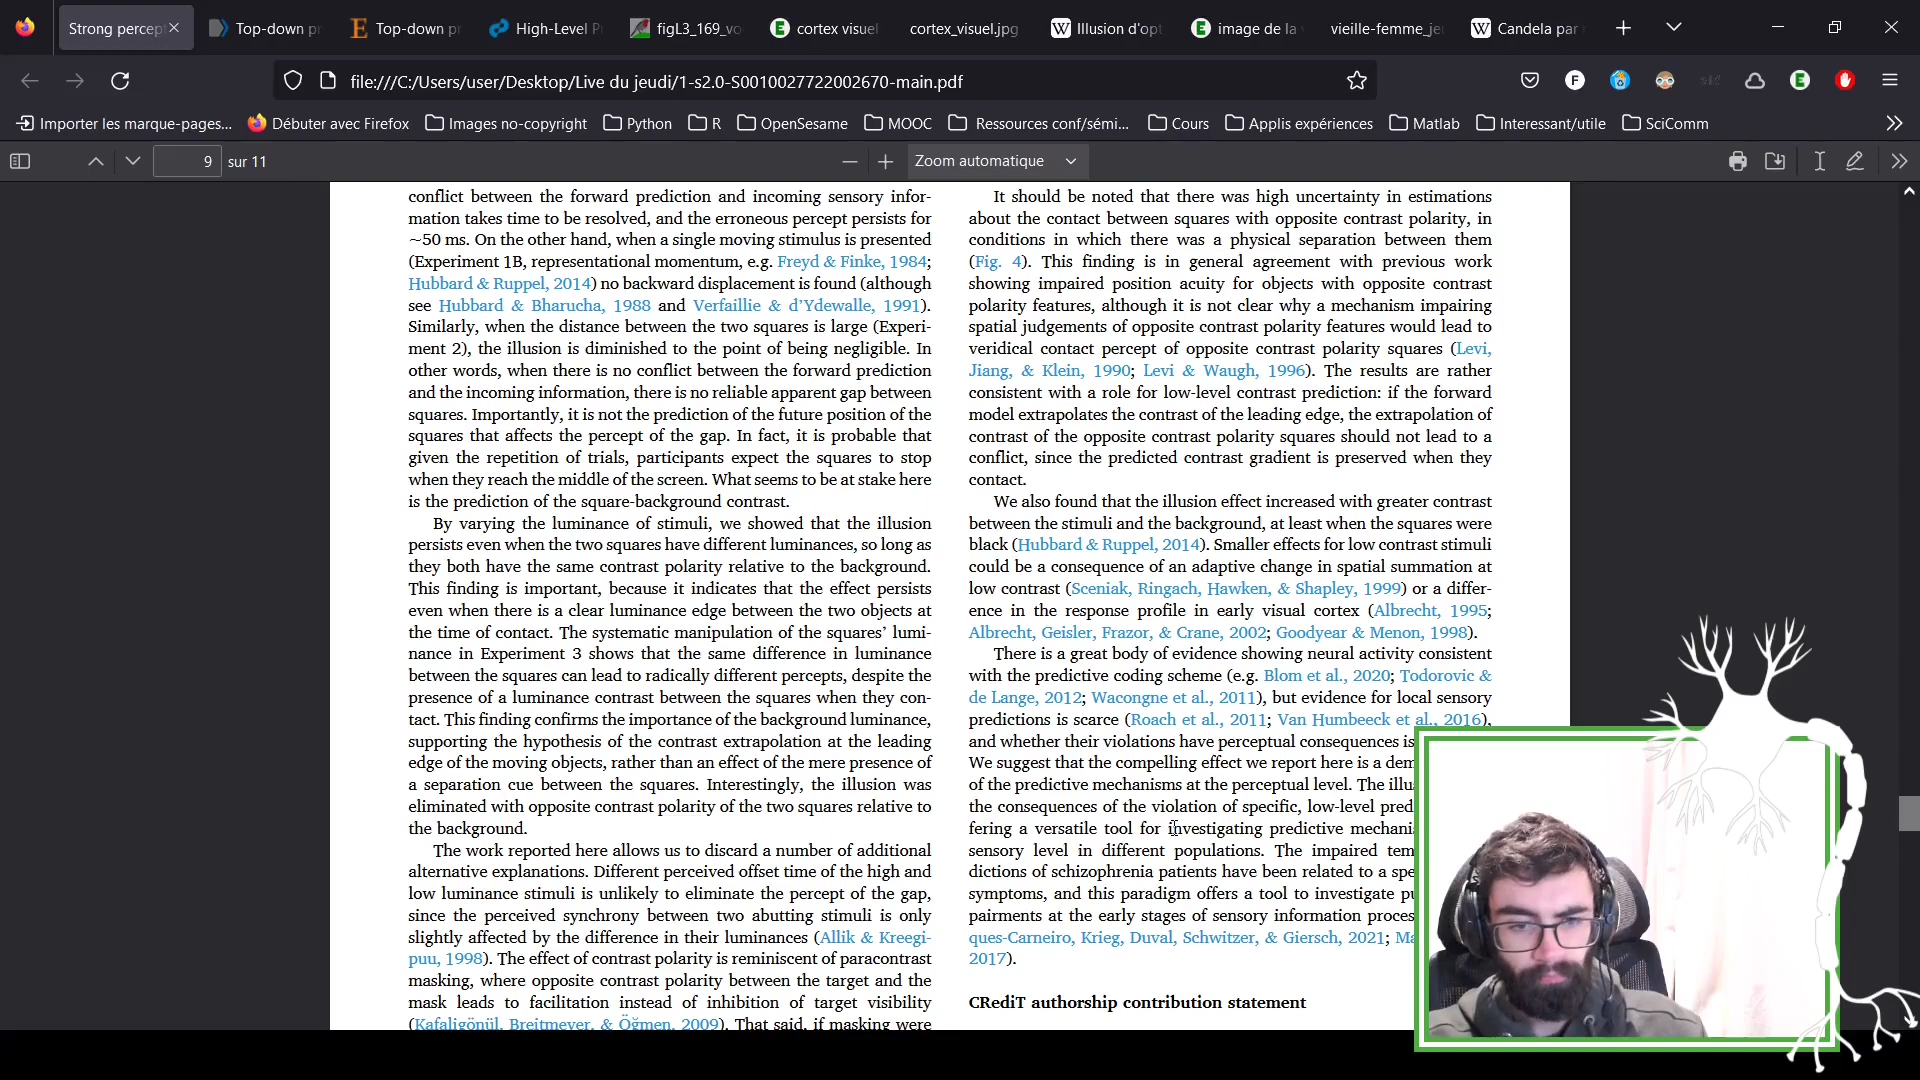 Strong percep
Top-down pr
Top-down pr
High-Level P
figL3_169_vo
cortex visuel
cortex_visuel.jpg
Illusion d'opt
image de la v
vieille-femme_je
Candela par
file:///C:/Users/user/Desktop/Live du jeudi/1-s2.0-S0010027722002670-main.pdf
Importer les marque-pages...
Débuter avec Firefox
Images no-copyright
Python
R
OpenSesame
MOOC
Ressources conf/sémi...
Cours
Applis expériences
Matlab
Interessant/utile
SciComm
9 sur 11
Zoom automatique
conflict between the forward prediction and incoming sensory infor-
mation takes time to be resolved, and the erroneous percept persists for
~50 ms. On the other hand, when a single moving stimulus is presented
(Experiment 1B, representational momentum, e.g. Freyd & Finke, 1984;
Hubbard & Ruppel, 2014) no backward displacement is found (although
see Hubbard & Bharucha, 1988 and Verfaillie & d'Ydewalle, 1991).
Similarly, when the distance between the two squares is large (Experi-
ment 2), the illusion is diminished to the point of being negligible. In
other words, when there is no conflict between the forward prediction
and the incoming information, there is no reliable apparent gap between
squares. Importantly, it is not the prediction of the future position of the
squares that affects the percept of the gap. In fact, it is probable that
given the repetition of trials, participants expect the squares to stop
when they reach the middle of the screen. What seems to be at stake here
is the prediction of the square-background contrast.
By varying the luminance of stimuli, we showed that the illusion
persists even when the two squares have different luminances, so long as
they both have the same contrast polarity relative to the background.
This finding is important, because it indicates that the effect persists
even when there is a clear luminance edge between the two objects at
the time of contact. The systematic manipulation of the squares' lumi-
nance in Experiment 3 shows that the same difference in luminance
between the squares can lead to radically different percepts, despite the
presence of a luminance contrast between the squares when they con-
tact. This finding confirms the importance of the background luminance,
supporting the hypothesis of the contrast extrapolation at the leading
edge of the moving objects, rather than an effect of the mere presence of
a separation cue between the squares. Interestingly, the illusion was
eliminated with opposite contrast polarity of the two squares relative to
the background.
The work reported here allows us to discard a number of additional
alternative explanations. Different perceived offset time of the high and
low luminance stimuli is unlikely to eliminate the percept of the gap,
since the perceived synchrony between two abutting stimuli is only
slightly affected by the difference in their luminances (Allik & Kreegi-
puu, 1998). The effect of contrast polarity is reminiscent of paracontrast
masking, where opposite contrast polarity between the target and the
mask leads to facilitation instead of inhibition of target visibility
(Kafaligönül, Breitmeyer, & Öğmen, 2009). That said, if masking were
It should be noted that there was high uncertainty in estimations
about the contact between squares with opposite contrast polarity, in
conditions in which there was a physical separation between them
(Fig. 4). This finding is in general agreement with previous work
showing impaired position acuity for objects with opposite contrast
polarity features, although it is not clear why a mechanism impairing
spatial judgements of opposite contrast polarity features would lead to
veridical contact percept of opposite contrast polarity squares (Levi,
Jiang, & Klein, 1990; Levi & Waugh, 1996). The results are rather
consistent with a role for low-level contrast prediction: if the forward
model extrapolates the contrast of the leading edge, the extrapolation of
contrast of the opposite contrast polarity squares should not lead to a
conflict, since the predicted contrast gradient is preserved when they
contact.
We also found that the illusion effect increased with greater contrast
between the stimuli and the background, at least when the squares were
black (Hubbard & Ruppel, 2014). Smaller effects for low contrast stimuli
could be a consequence of an adaptive change in spatial summation at
low contrast (Sceniak, Ringach, Hawken, & Shapley, 1999) or a differ-
ence in the response profile in early visual cortex (Albrecht, 1995;
Albrecht, Geisler, Frazor, & Crane, 2002; Goodyear & Menon, 1998).
There is a great body of evidence showing neural activity consistent
with the predictive coding scheme (e.g. Blom et al., 2020; Todorovic &
de Lange, 2012; Wacongne et al., 2011), but evidence for local sensory
predictions is scarce (Roach et al., 2011; Van Humbeeck et al., 2016),
and whether their violations have perceptual consequences is
We suggest that the compelling effect we report here is a dem
of the predictive mechanisms at the perceptual level. The illu
the consequences of the violation of specific, low-level pred
fering a versatile tool for investigating predictive mechani
sensory level in different populations. The impaired tem
dictions of schizophrenia patients have been related to a spe
symptoms, and this paradigm offers a tool to investigate pu
pairments at the early stages of sensory information proces
ques-Carneiro, Krieg, Duval, Schwitzer, & Giersch, 2021; Ma
2017).
CRediT authorship contribution statement